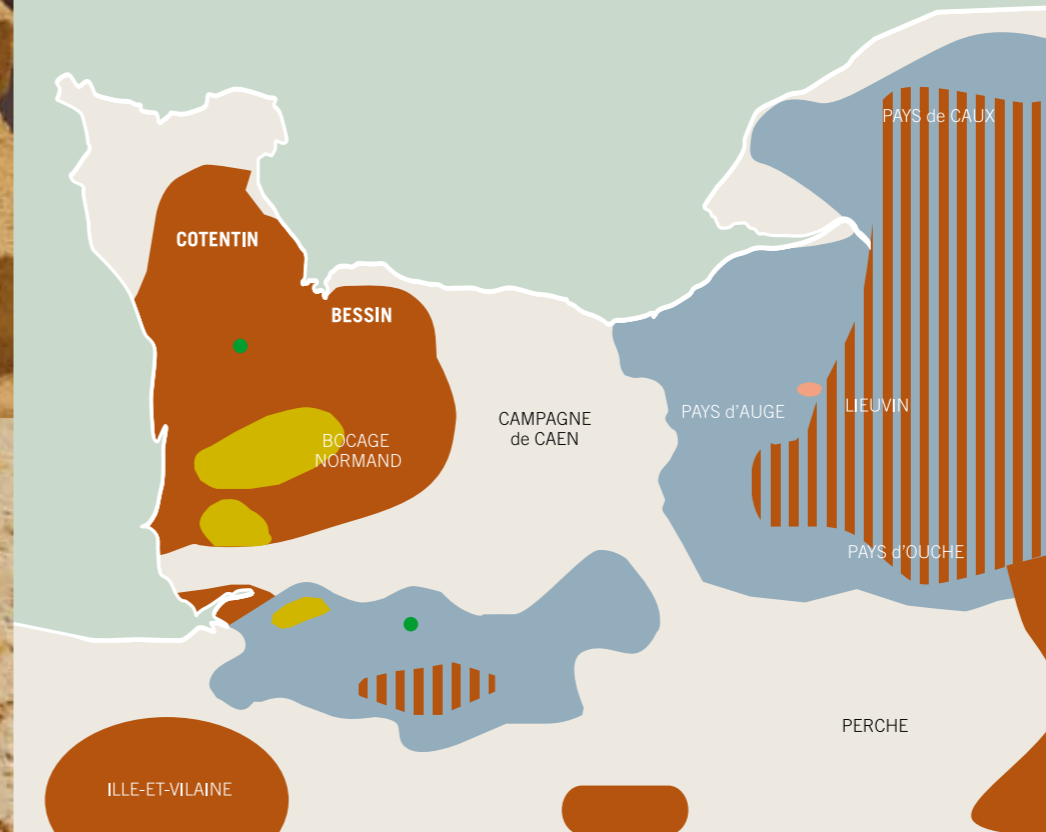 PAYS de CAUX
COTENTIN
BESSIN
PAYS d'AUGE
LIEUVIN
CAMPAGNE
de CAEN
BOCAGE
NORMAND
PAYS d'OUCHE
PERCHE
ILLE-ET-VILAINE